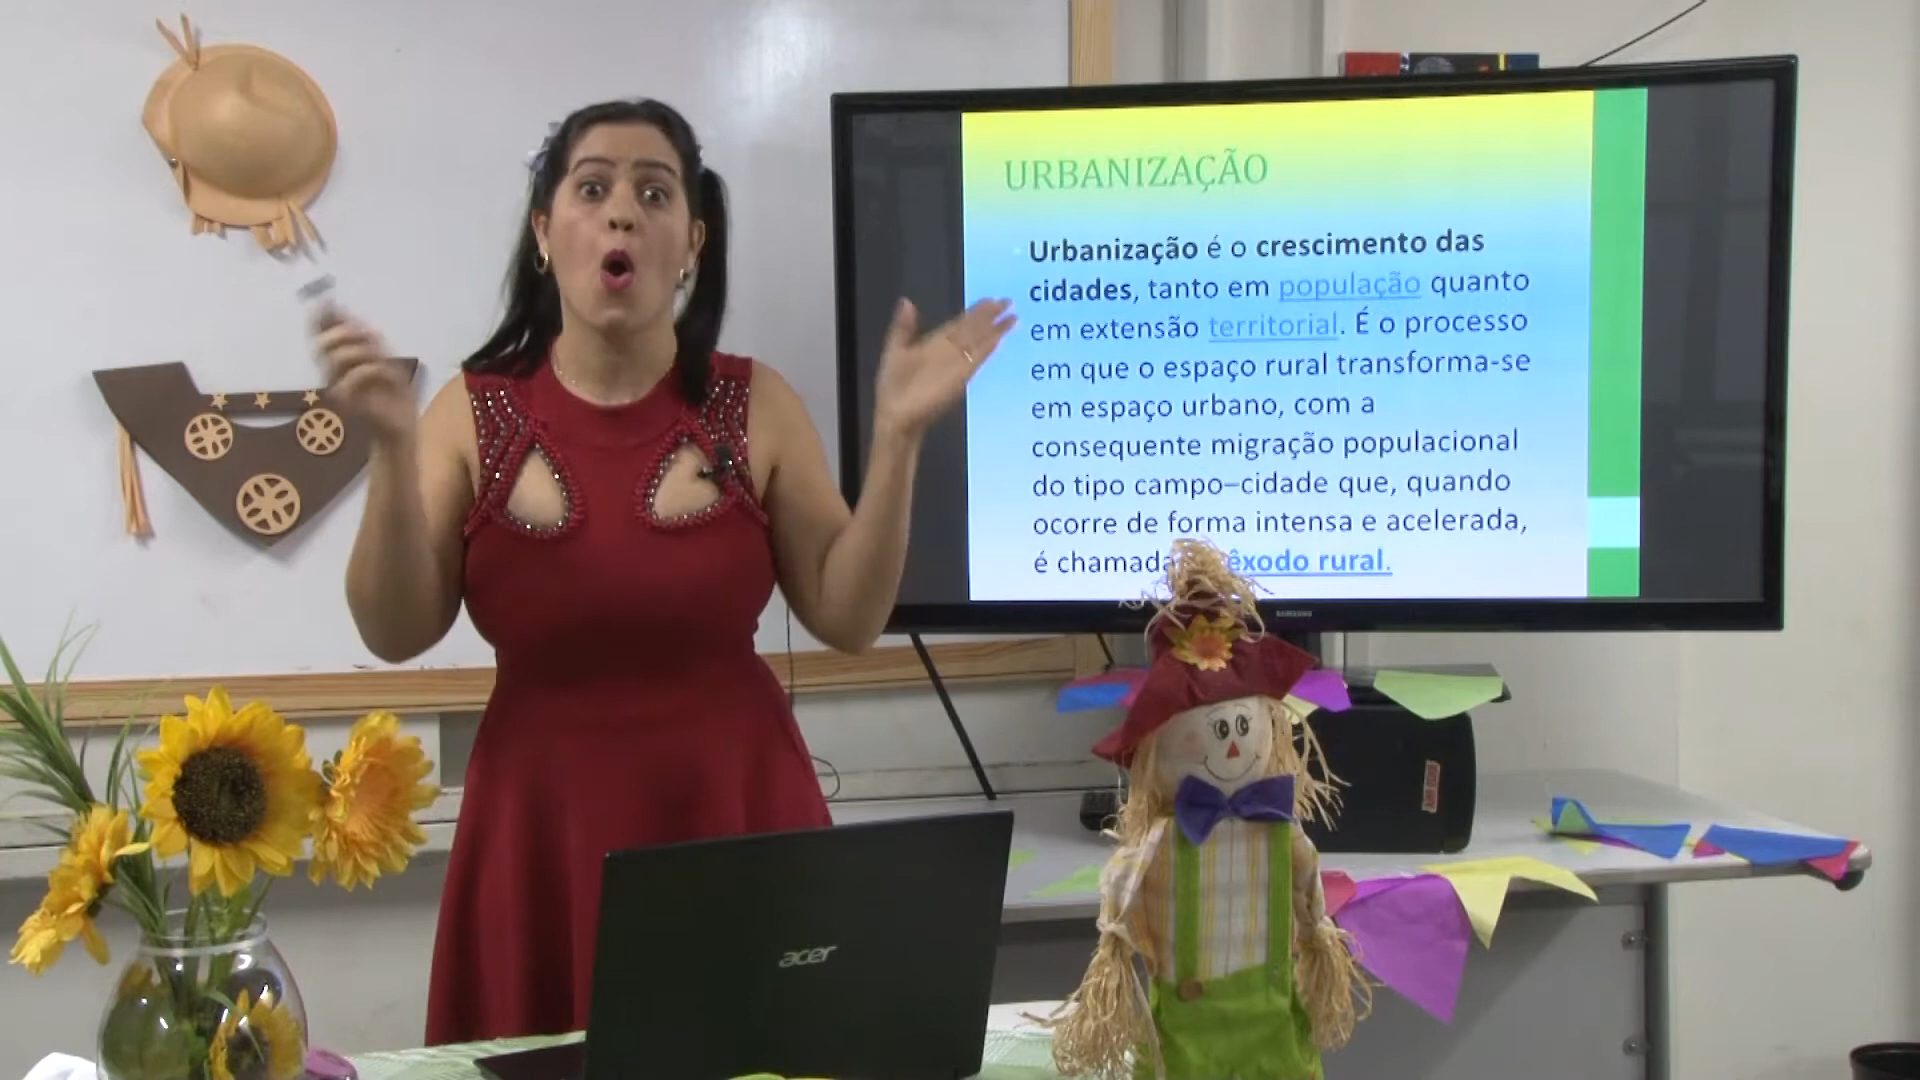 URBANIZAÇÃO
Urbanização é o crescimento das
cidades, tanto em população quanto
em extensão territorial. É o processo
em que o espaço rural transforma-se
em espaço urbano, com a
consequente migração populacional
do tipo campo–cidade que, quando
ocorre de forma intensa e acelerada,
é chamada êxodo rural.
SAMSUNG
acer